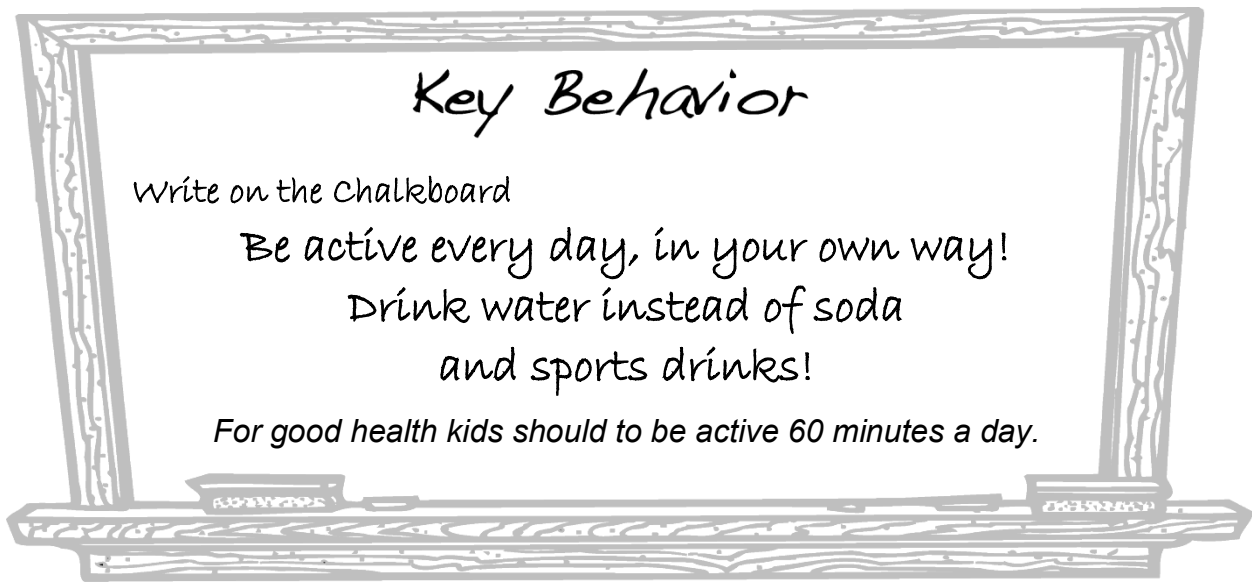 Key Behavior
Write on the Chalkboard
Be active every day, in your own way!
Drink water instead of soda
and sports drinks!
For good health kids should to be active 60 minutes a day.